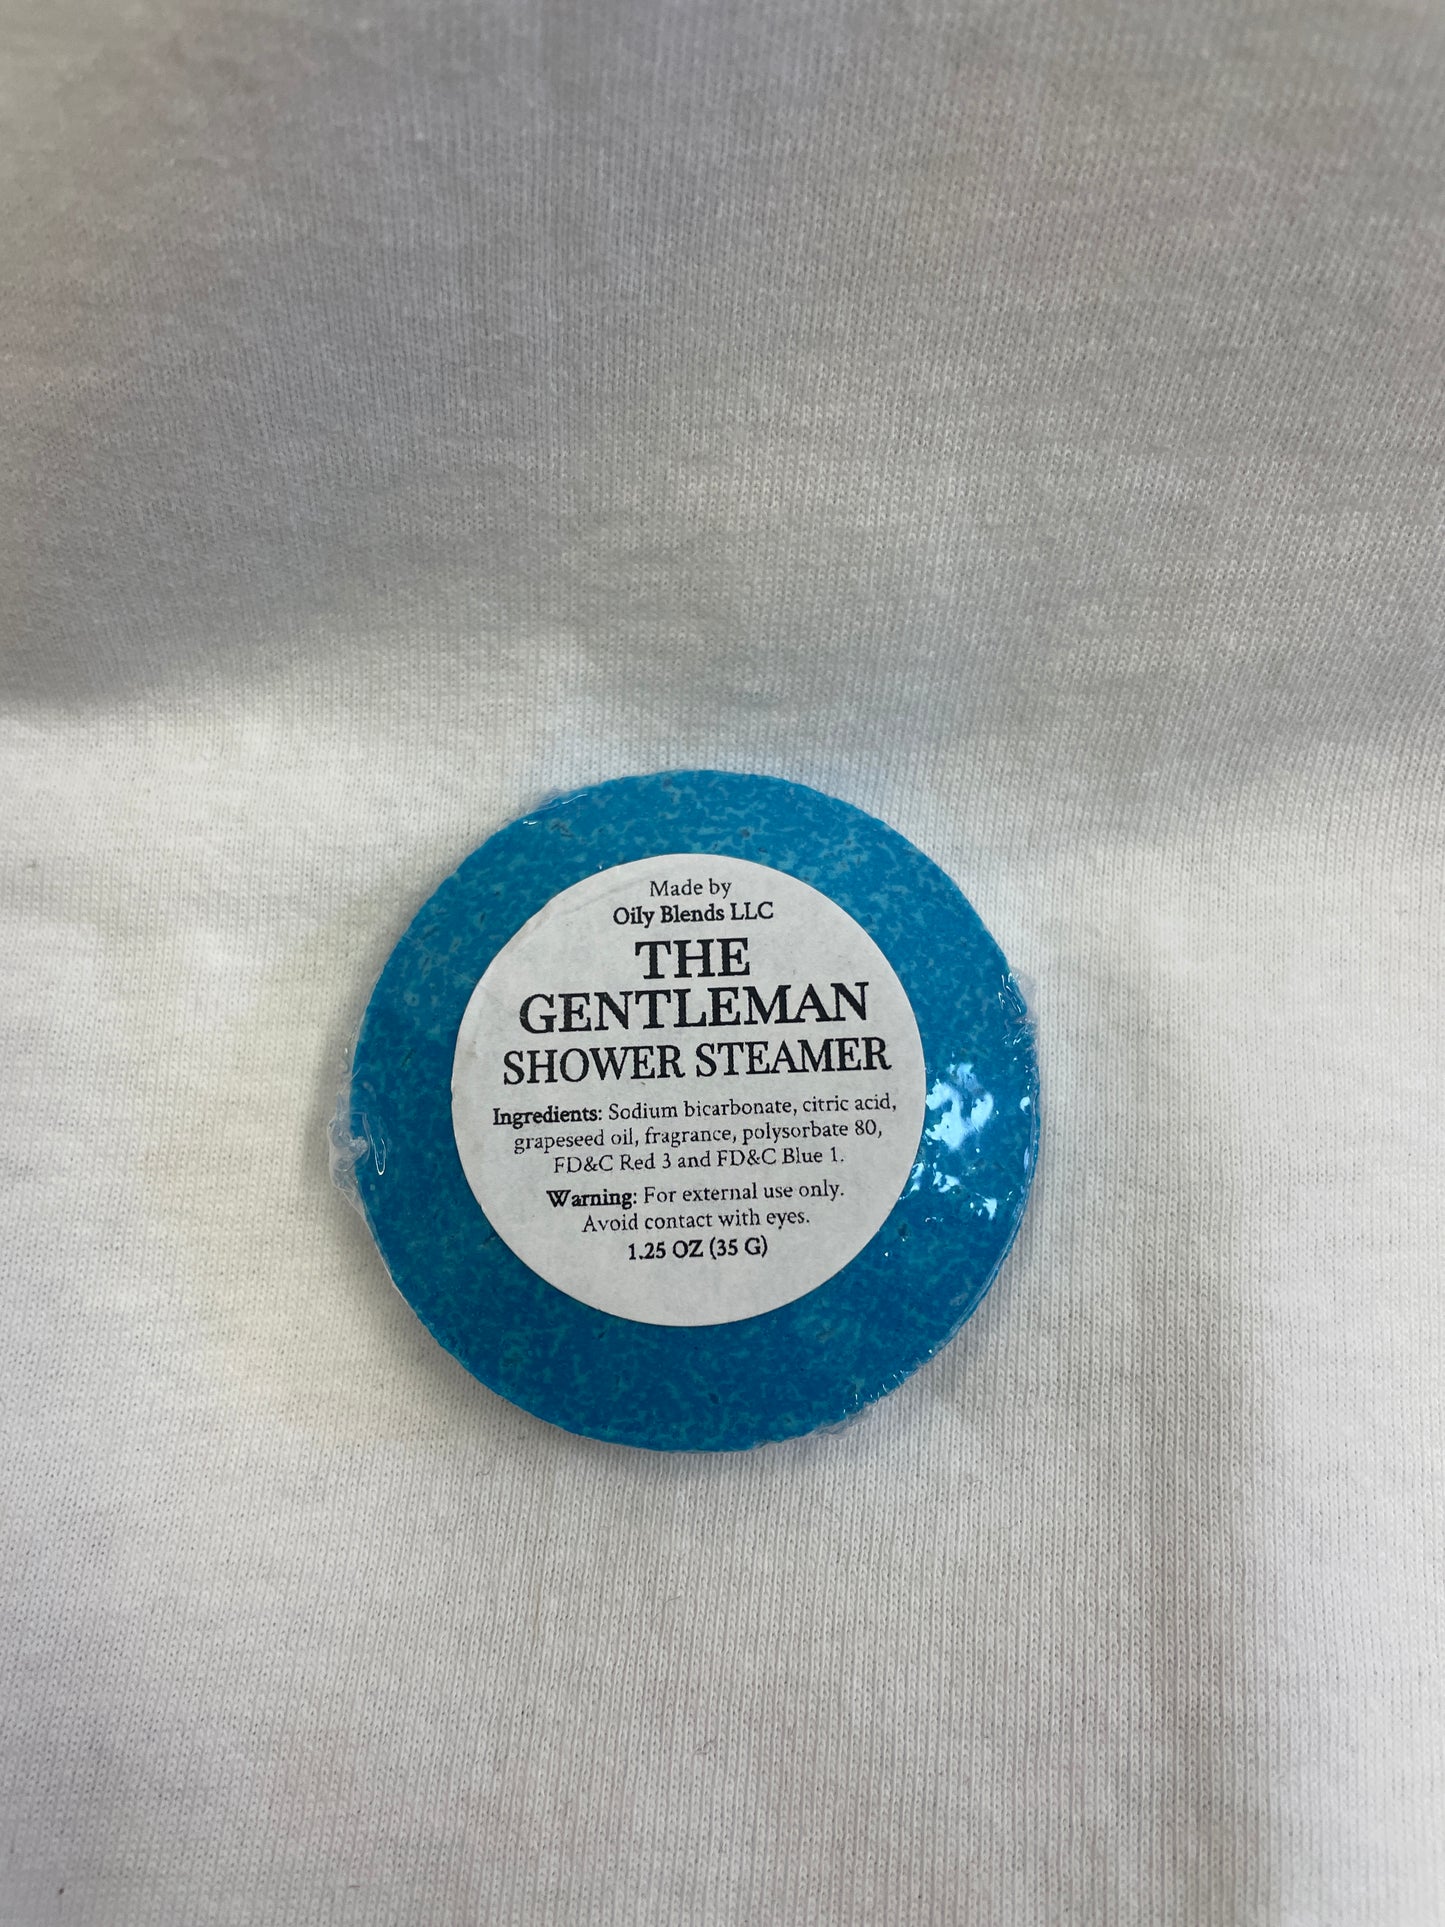 Made by
Oily Blends LLC
THE
GENTLEMAN
SHOWER STEAMER
Ingredients: Sodium bicarbonate, citric acid,
grapeseed oil, fragrance, polysorbate 80,
FD&C Red 3 and FD&C Blue 1.
Warning: For external use only.
Avoid contact with eyes.
1.25 OZ (35 G)